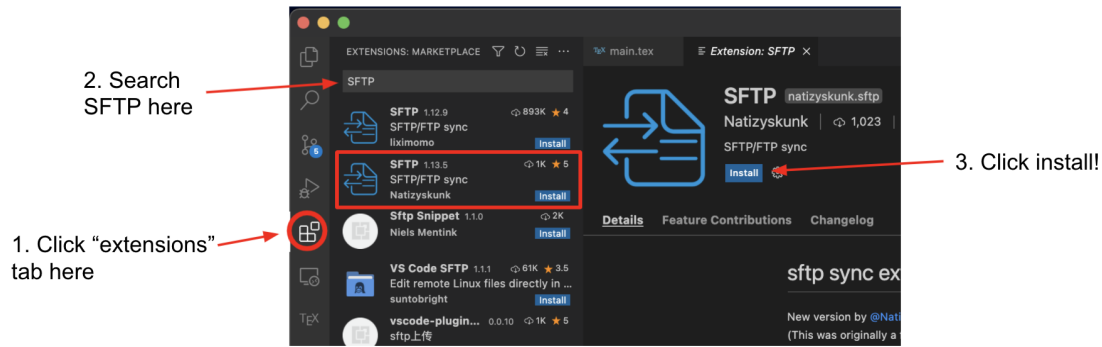 2. Search
SFTP here
1. Click “extensions”
tab here
EXTENSIONS: MARKETPLACE
SFTP
SFTP 1.12.9 893K ★ 4
SFTP/FTP sync
liximomo Install
SFTP 1.13.5 1K ★ 5
SFTP/FTP sync
Natizyskunk Install
Sftp Snippet 1.1.0 2K
Niels Mentink Install
VS Code SFTP 1.1.1 61K ★ 3.5
Edit remote Linux files directly in ...
suntobright Install
vscode-plugin... 0.0.10 1K ★ 5
sftp上传
5
TEX
TEX main.tex
Extension: SFTP ×
SFTP natizyskunk.sftp
Natizyskunk | 1,023 |
SFTP/FTP sync
Install
Details Feature Contributions Changelog
sftp sync ex
New version by @Nati
(This was originally a
3. Click install!